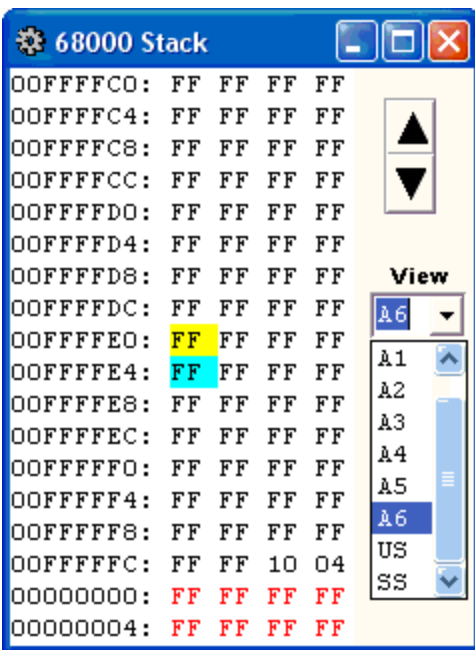 68000 Stack
00FFFFC0: FF FF FF FF
00FFFFC4: FF FF FF FF
00FFFFC8: FF FF FF FF
00FFFFCC: FF FF FF FF
00FFFFD0: FF FF FF FF
00FFFFD4: FF FF FF FF
00FFFFD8: FF FF FF FF
00FFFFDC: FF FF FF FF
00FFFFE0: FF FF FF FF
00FFFFE4: FF FF FF FF
00FFFFE8: FF FF FF FF
00FFFFEC: FF FF FF FF
00FFFFF0: FF FF FF FF
00FFFFF4: FF FF FF FF
00FFFFF8: FF FF FF FF
00FFFFFC: FF FF 10 04
00000000: FF FF FF FF
00000004: FF FF FF FF
View
A6
A1
A2
A3
A4
A5
A6
US
SS